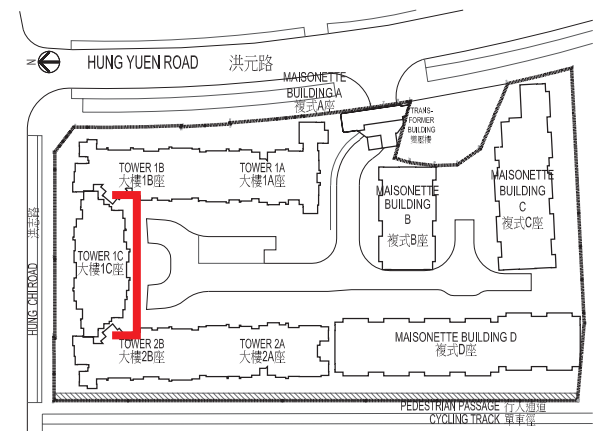 N
HUNG YUEN ROAD 洪元路
MAISONETTE
BUILDING A
複式A座
TRANS-
FORMER
BUILDING
變壓樓
TOWER 1B
大樓1B座
TOWER 1A
大樓1A座
MAISONETTE
BUILDING
B
複式B座
MAISONETTE
BUILDING
C
複式C座
HUNG CHI ROAD 洪志路
TOWER 1C
大樓1C座
TOWER 2B
大樓2B座
TOWER 2A
大樓2A座
MAISONETTE BUILDING D
複式D座
PEDESTRIAN PASSAGE 行人通道
CYCLING TRACK 單車徑